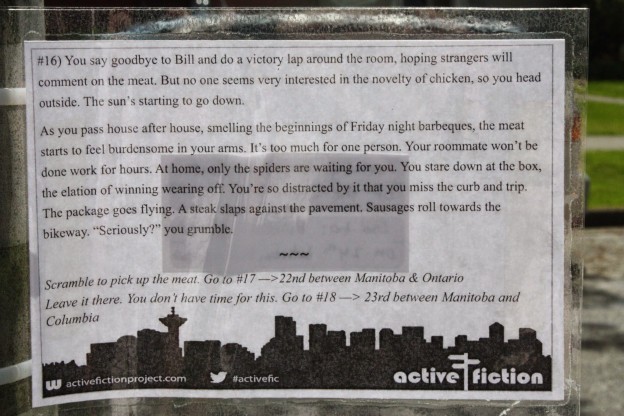 #16) You say goodbye to Bill and do a victory lap around the room, hoping strangers will
comment on the meat. But no one seems very interested in the novelty of chicken, so you head
outside. The sun's starting to go down.
As you pass house after house, smelling the beginnings of Friday night barbeques, the meat
starts to feel burdensome in your arms. It's too much for one person. Your roommate won't be
done work for hours. At home, only the spiders are waiting for you. You stare down at the box,
the elation of winning wearing off. You're so distracted by it that you miss the curb and trip.
The package goes flying. A steak slaps against the pavement. Sausages roll towards the
bikeway. “Seriously?” you grumble.
~~~
Scramble to pick up the meat. Go to #17 —>22nd between Manitoba & Ontario
Leave it there. You don't have time for this. Go to #18 —> 23rd between Manitoba and
Columbia
activefictionproject.com #activefic active fiction